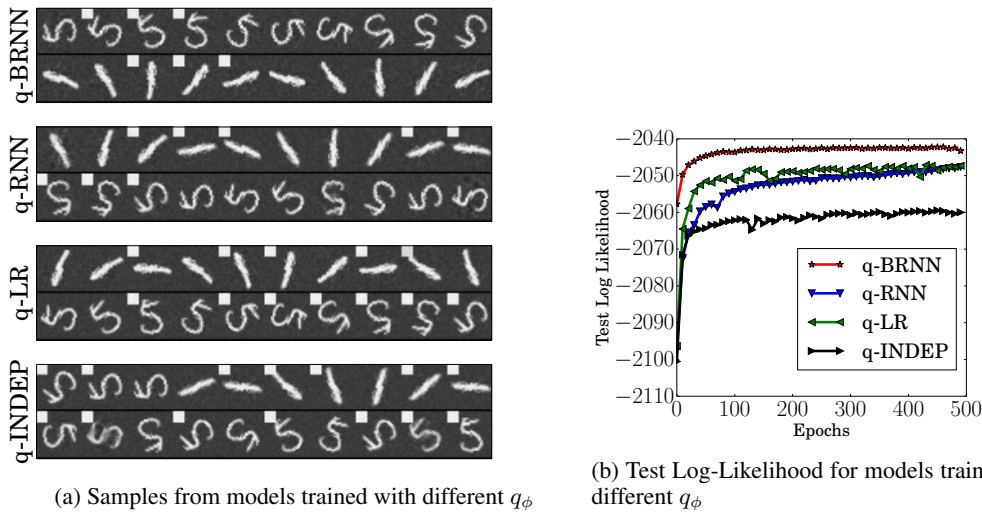 q-BRNN
q-RNN
q-LR
q-INDEP
(a) Samples from models trained with different qϕ
−2040
−2050
−2060
−2070
−2080
−2090
−2100
−2110
Test Log Likelihood
0 100 200 300 400 500
Epochs
q-BRNN
q-RNN
q-LR
q-INDEP
(b) Test Log-Likelihood for models train
different qϕ